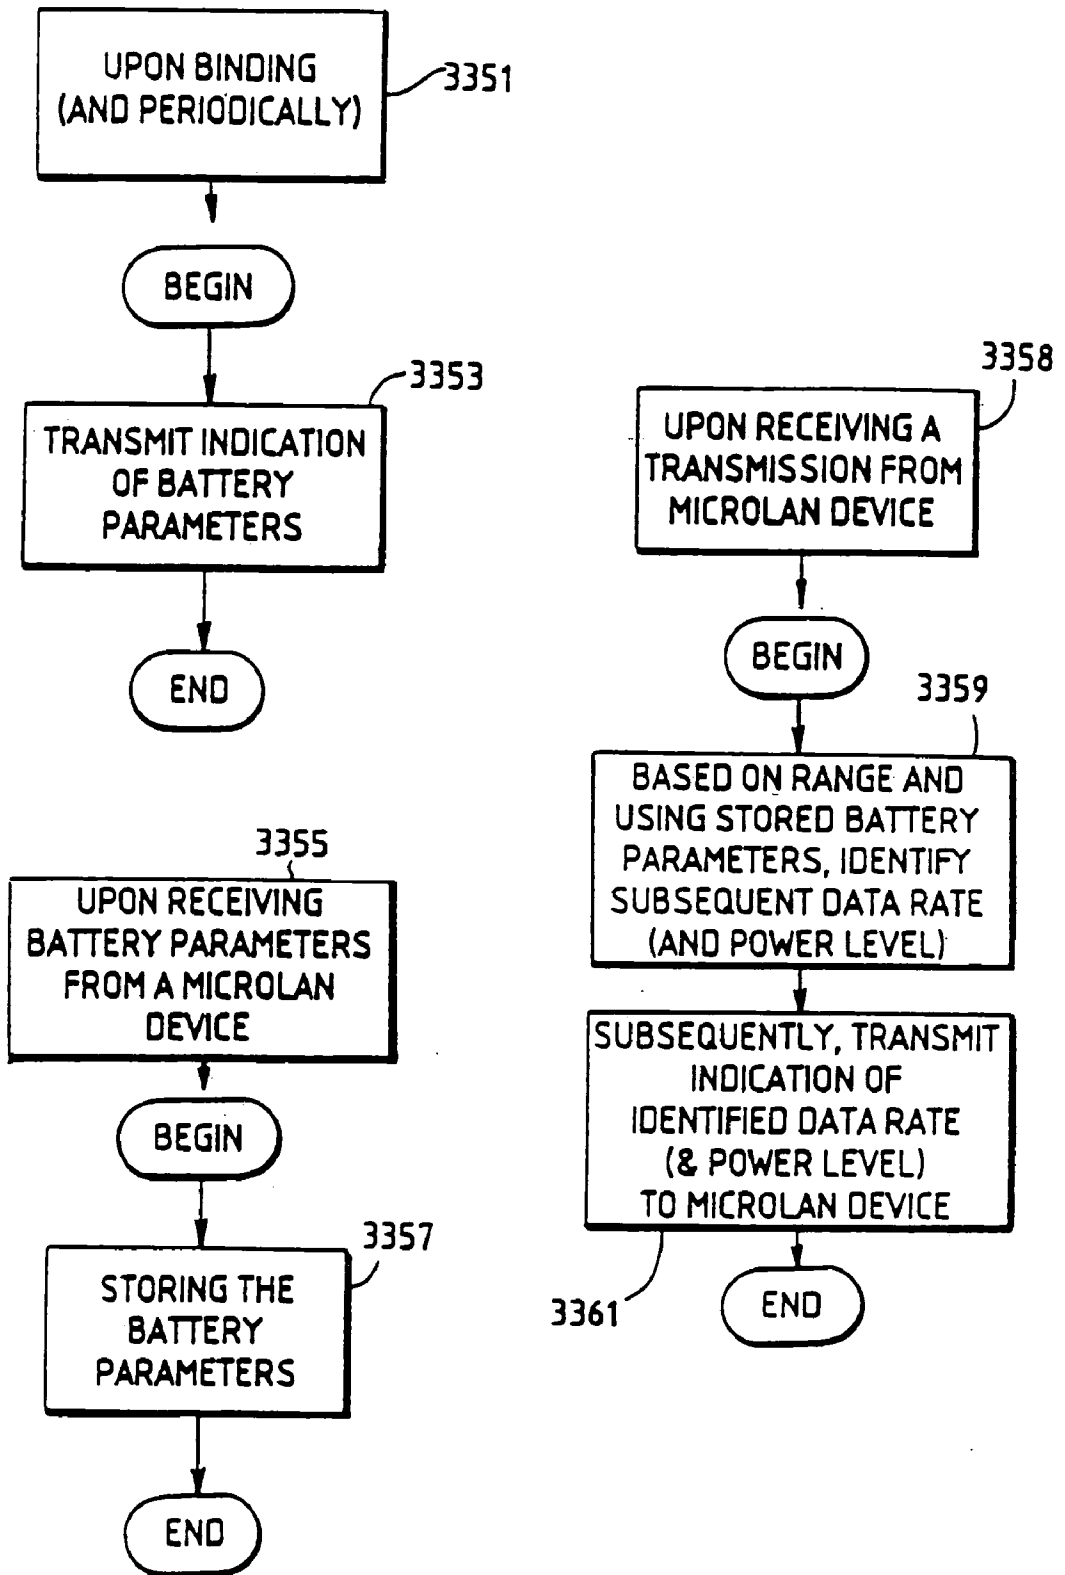 UPON BINDING
(AND PERIODICALLY)
3351
BEGIN
3353
TRANSMIT INDICATION
OF BATTERY
PARAMETERS
END
3355
UPON RECEIVING
BATTERY PARAMETERS
FROM A MICROLAN
DEVICE
BEGIN
3357
STORING THE
BATTERY
PARAMETERS
END
3358
UPON RECEIVING A
TRANSMISSION FROM
MICROLAN DEVICE
BEGIN
3359
BASED ON RANGE AND
USING STORED BATTERY
PARAMETERS, IDENTIFY
SUBSEQUENT DATA RATE
(AND POWER LEVEL)
SUBSEQUENTLY, TRANSMIT
INDICATION OF
IDENTIFIED DATA RATE
(& POWER LEVEL)
TO MICROLAN DEVICE
3361
END